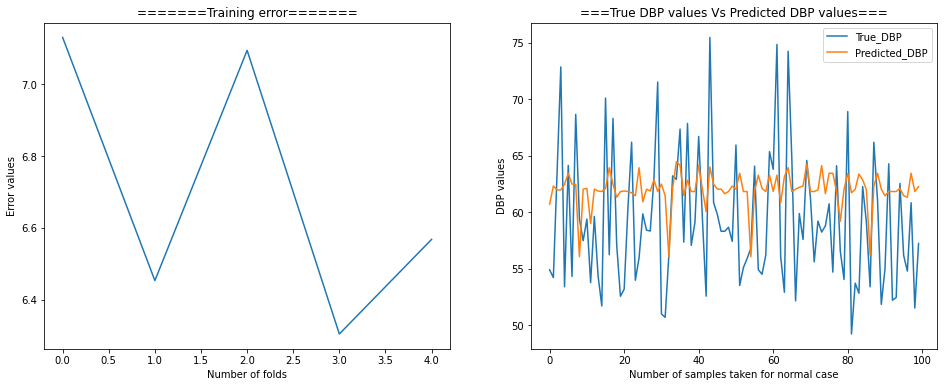 =======Training error=======
Error values
7.0
6.8
6.6
6.4
0.0 0.5 1.0 1.5 2.0 2.5 3.0 3.5 4.0
Number of folds
===True DBP values Vs Predicted DBP values===
True_DBP
Predicted_DBP
DBP values
75
70
65
60
55
50
0 20 40 60 80 100
Number of samples taken for normal case